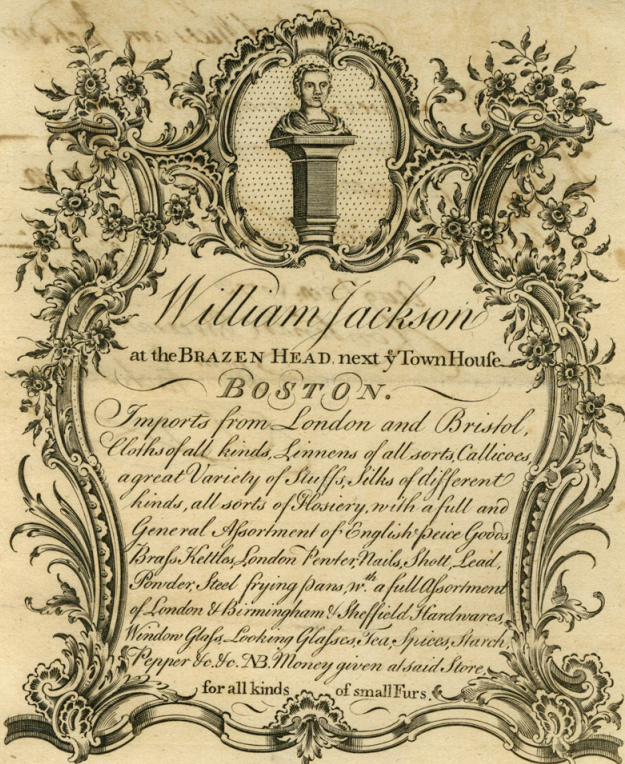 William Jackson
at the BRAZEN HEAD next yͤ Town House
BOSTON.
Imports from London and Bristol,
Cloths of all kinds, Linnens of all sorts, Callicoes,
a great Variety of Stuffs, Silks of different
kinds, all sorts of Hosiery, with a full and
General Assortment of English peice Goods,
Brass Kettles, London Pewter, Nails, Shott, Lead,
Powder, Steel frying pans, wth. a full Assortment
of London & Birmingham & Sheffield Hardwares,
Window Glass, Looking Glasses, Tea, Spices, Starch,
Pepper &c. &c. NB. Money given at said Store
for all kinds of small Furs.